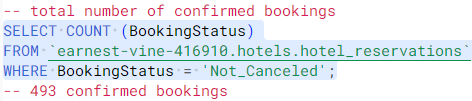 -- total number of confirmed bookings
SELECT COUNT (BookingStatus)
FROM `earnest-vine-416910.hotels.hotel_reservations`
WHERE BookingStatus = 'Not_Canceled';
-- 493 confirmed bookings